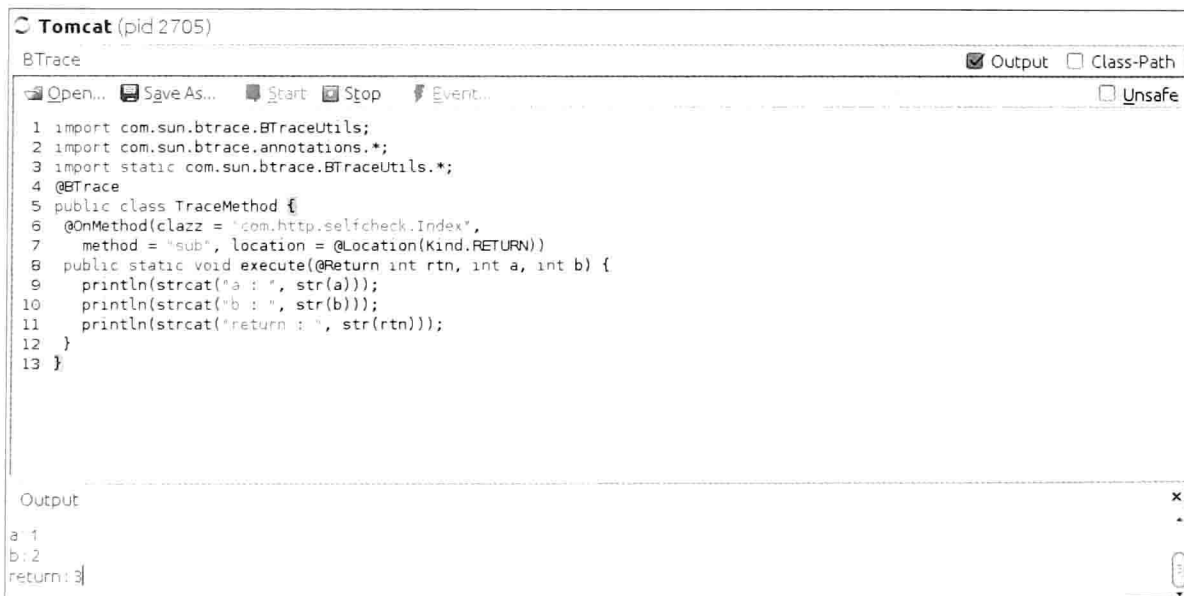 Tomcat (pid 2705)
BTrace
Output Class-Path
Open... Save As... Start Stop Event... Unsafe
1 import com.sun.btrace.BTraceUtils;
2 import com.sun.btrace.annotations.*;
3 import static com.sun.btrace.BTraceUtils.*;
4 @BTrace
5 public class TraceMethod {
6 @OnMethod(clazz = "com.http.selfcheck.Index",
7 method = "sub", location = @Location(Kind.RETURN))
8 public static void execute(@Return int rtn, int a, int b) {
9 println(strcat("a : ", str(a)));
10 println(strcat("b : ", str(b)));
11 println(strcat("return : ", str(rtn)));
12 }
13 }
Output
a : 1
b : 2
return : 3